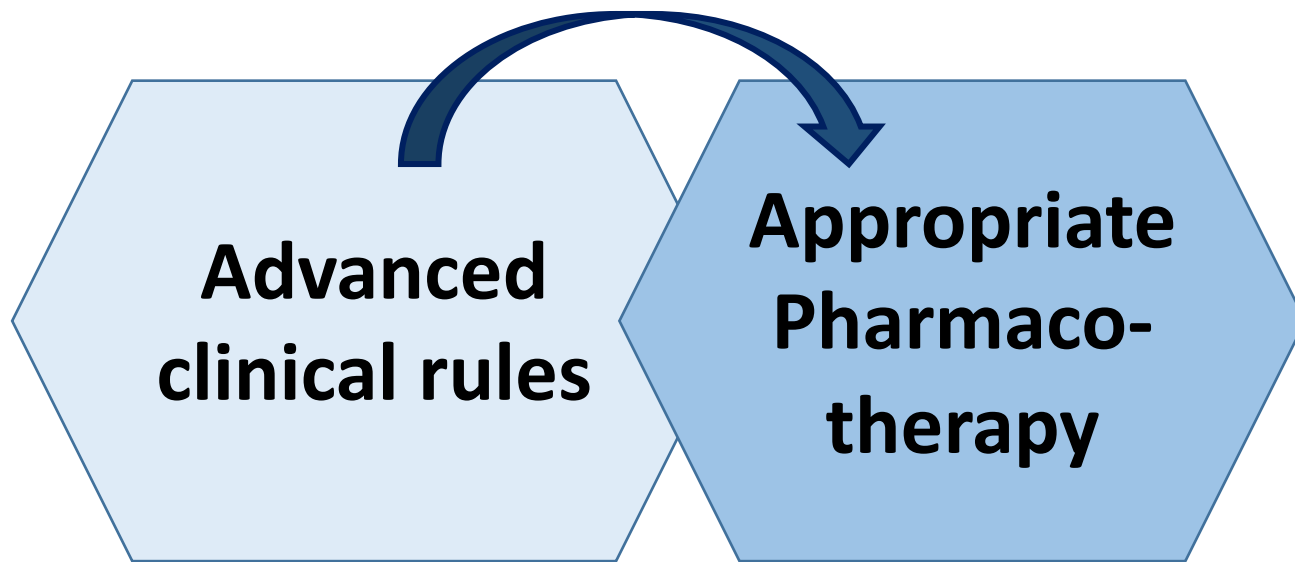 Advanced
clinical rules
Appropriate
Pharmaco-
therapy